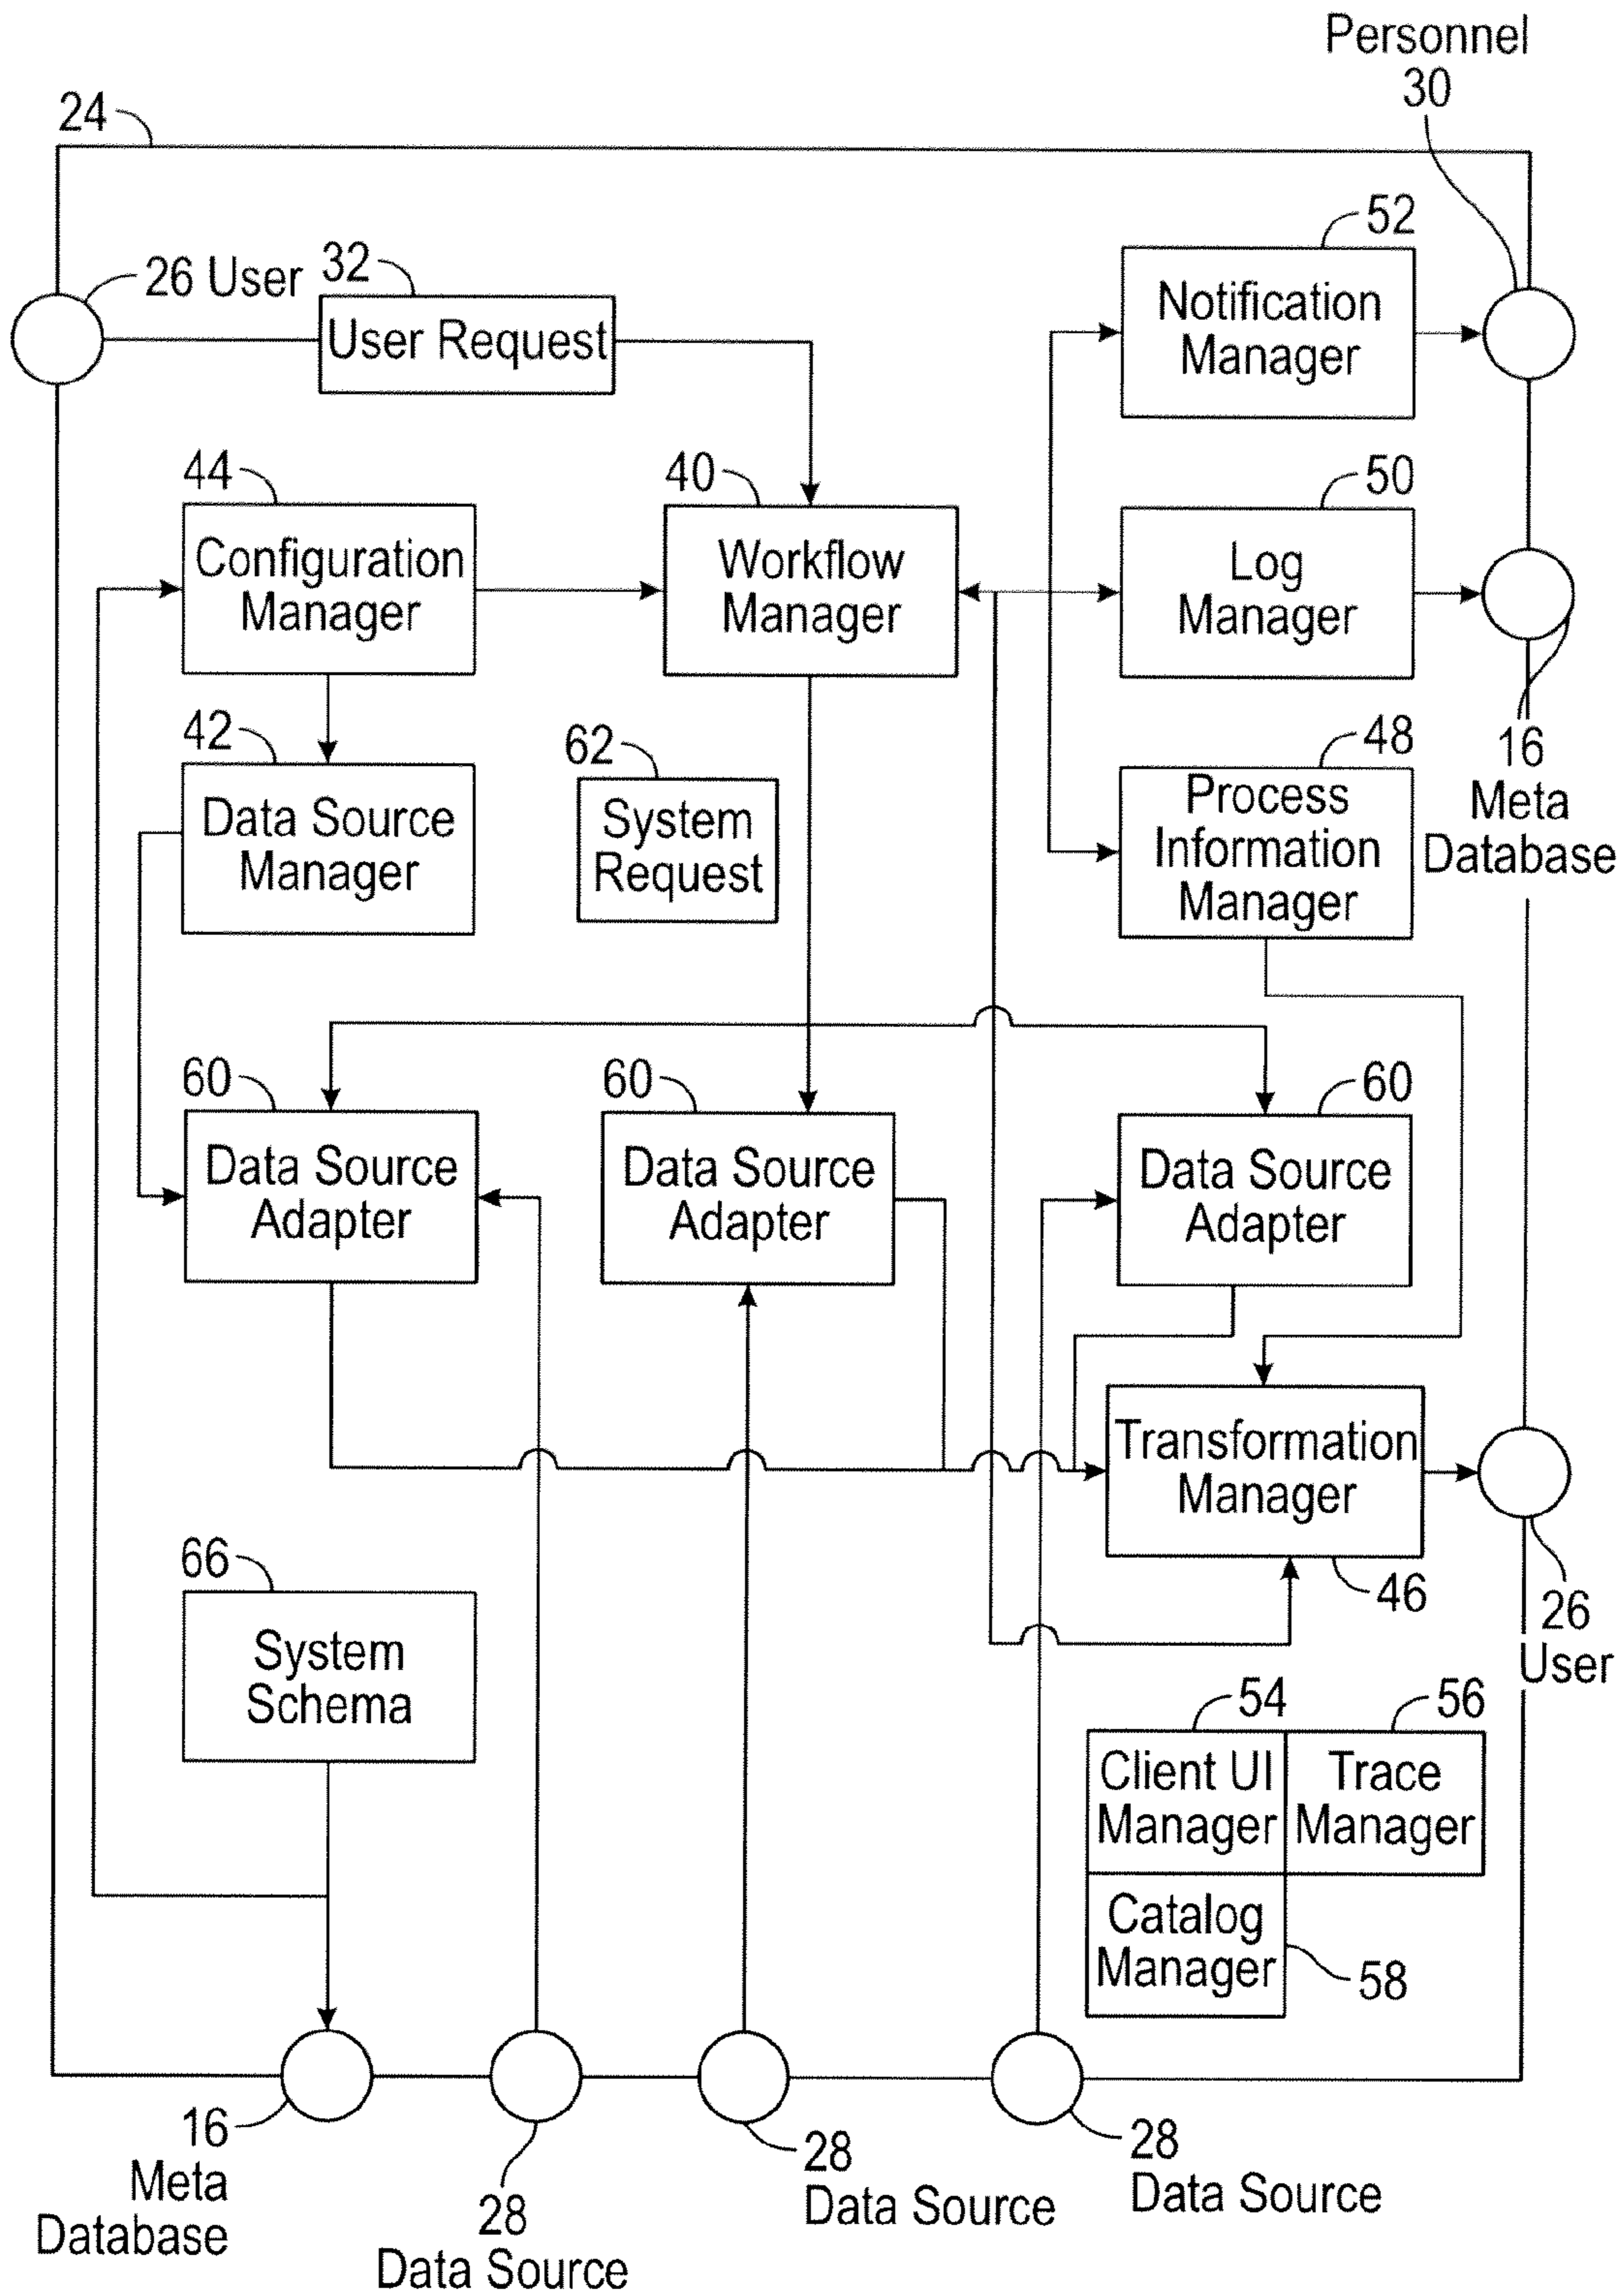 Personnel
30
24
52
26 User
32
Notification
Manager
User Request
44
40
50
Configuration
Manager
Workflow
Manager
Log
Manager
42
62
48
16
Meta
Database
Data Source
Manager
System
Request
Process
Information
Manager
60
60
60
Data Source
Adapter
Data Source
Adapter
Data Source
Adapter
Transformation
Manager
66
46
26
User
System
Schema
54
56
Client UI
Manager
Trace
Manager
Catalog
Manager
58
16
Meta
Database
28
Data Source
28
Data Source
28
Data Source